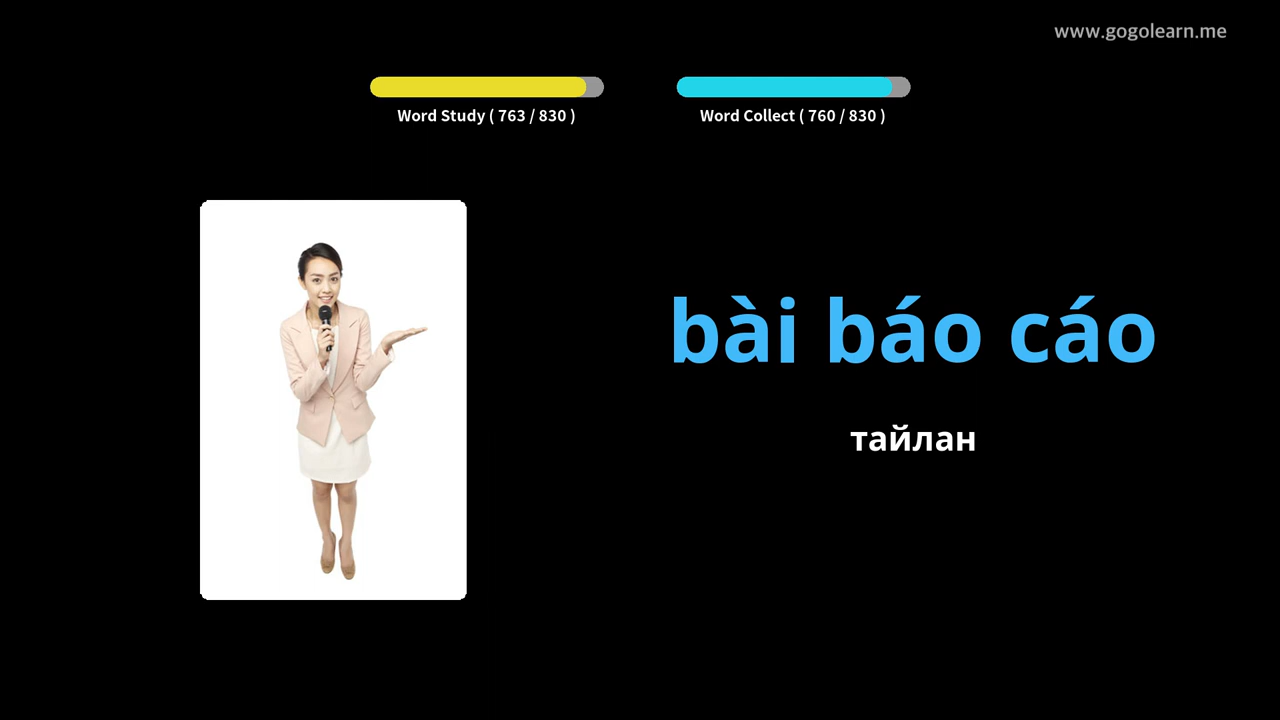 www.gogolearn.me
Word Study ( 763 / 830 )
Word Collect ( 760 / 830 )
bài báo cáo
тайлан